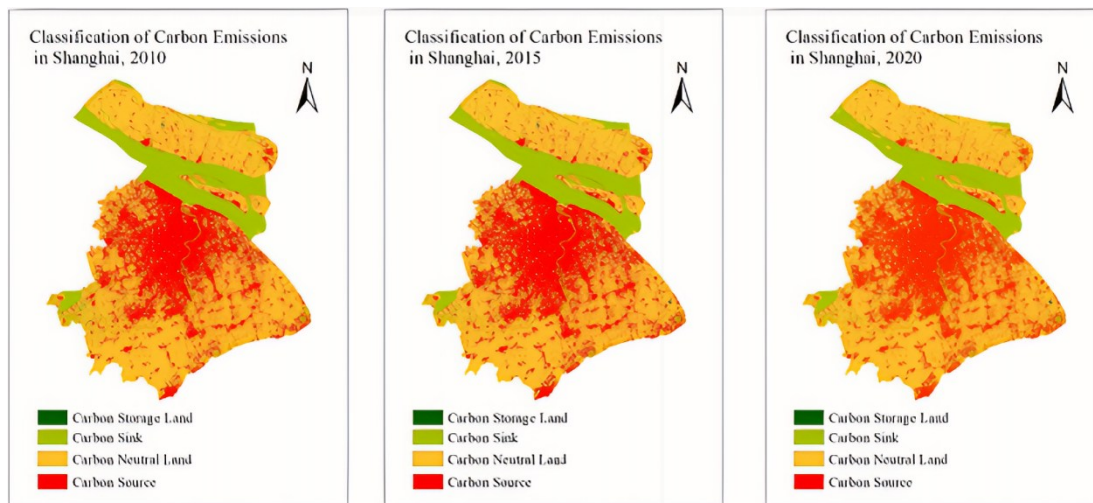 Classification of Carbon Emissions
in Shanghai, 2010
N
Carbon Storage Land
Carbon Sink
Carbon Neutral Land
Carbon Source
Classification of Carbon Emissions
in Shanghai, 2015
N
Carbon Storage Land
Carbon Sink
Carbon Neutral Land
Carbon Source
Classification of Carbon Emissions
in Shanghai, 2020
N
Carbon Storage Land
Carbon Sink
Carbon Neutral Land
Carbon Source